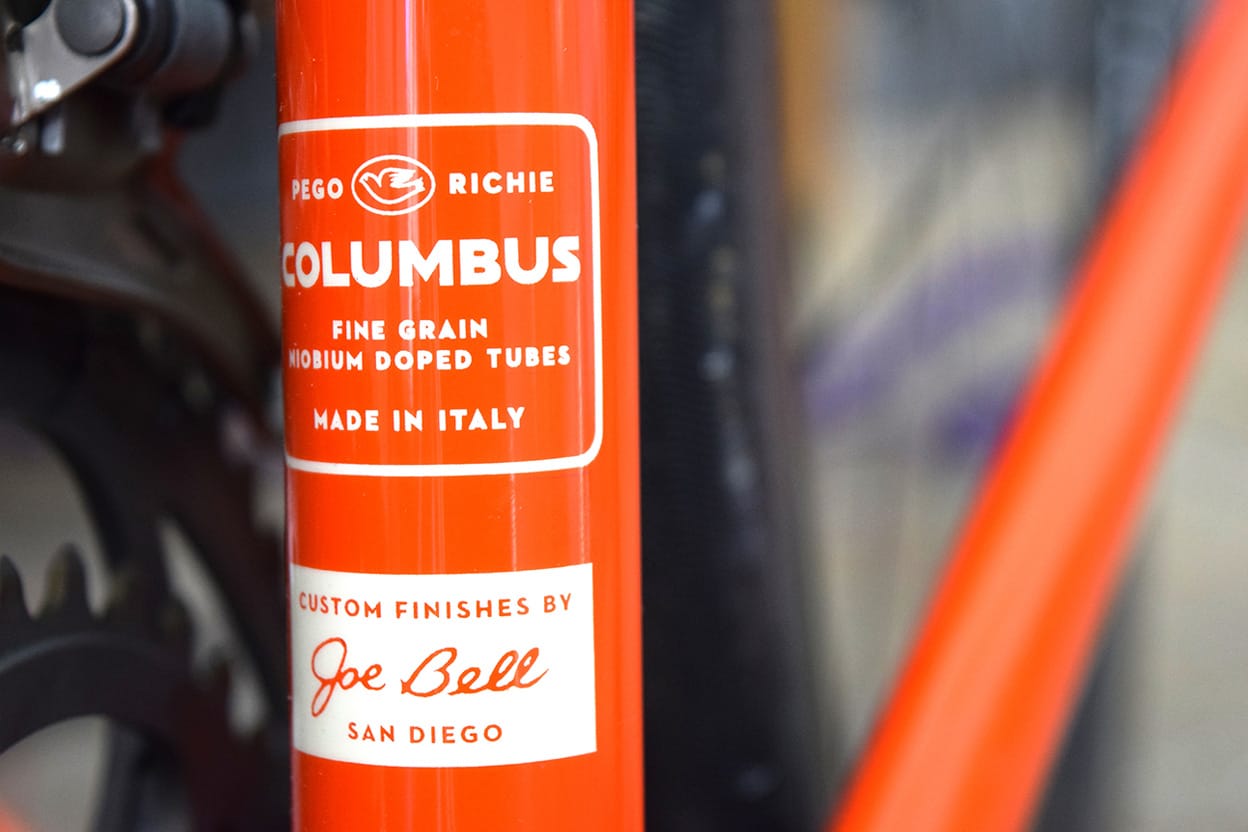 PEGO RICHIE
COLUMBUS
FINE GRAIN
NIOBIUM DOPED TUBES
MADE IN ITALY
CUSTOM FINISHES BY
Joe Bell
SAN DIEGO